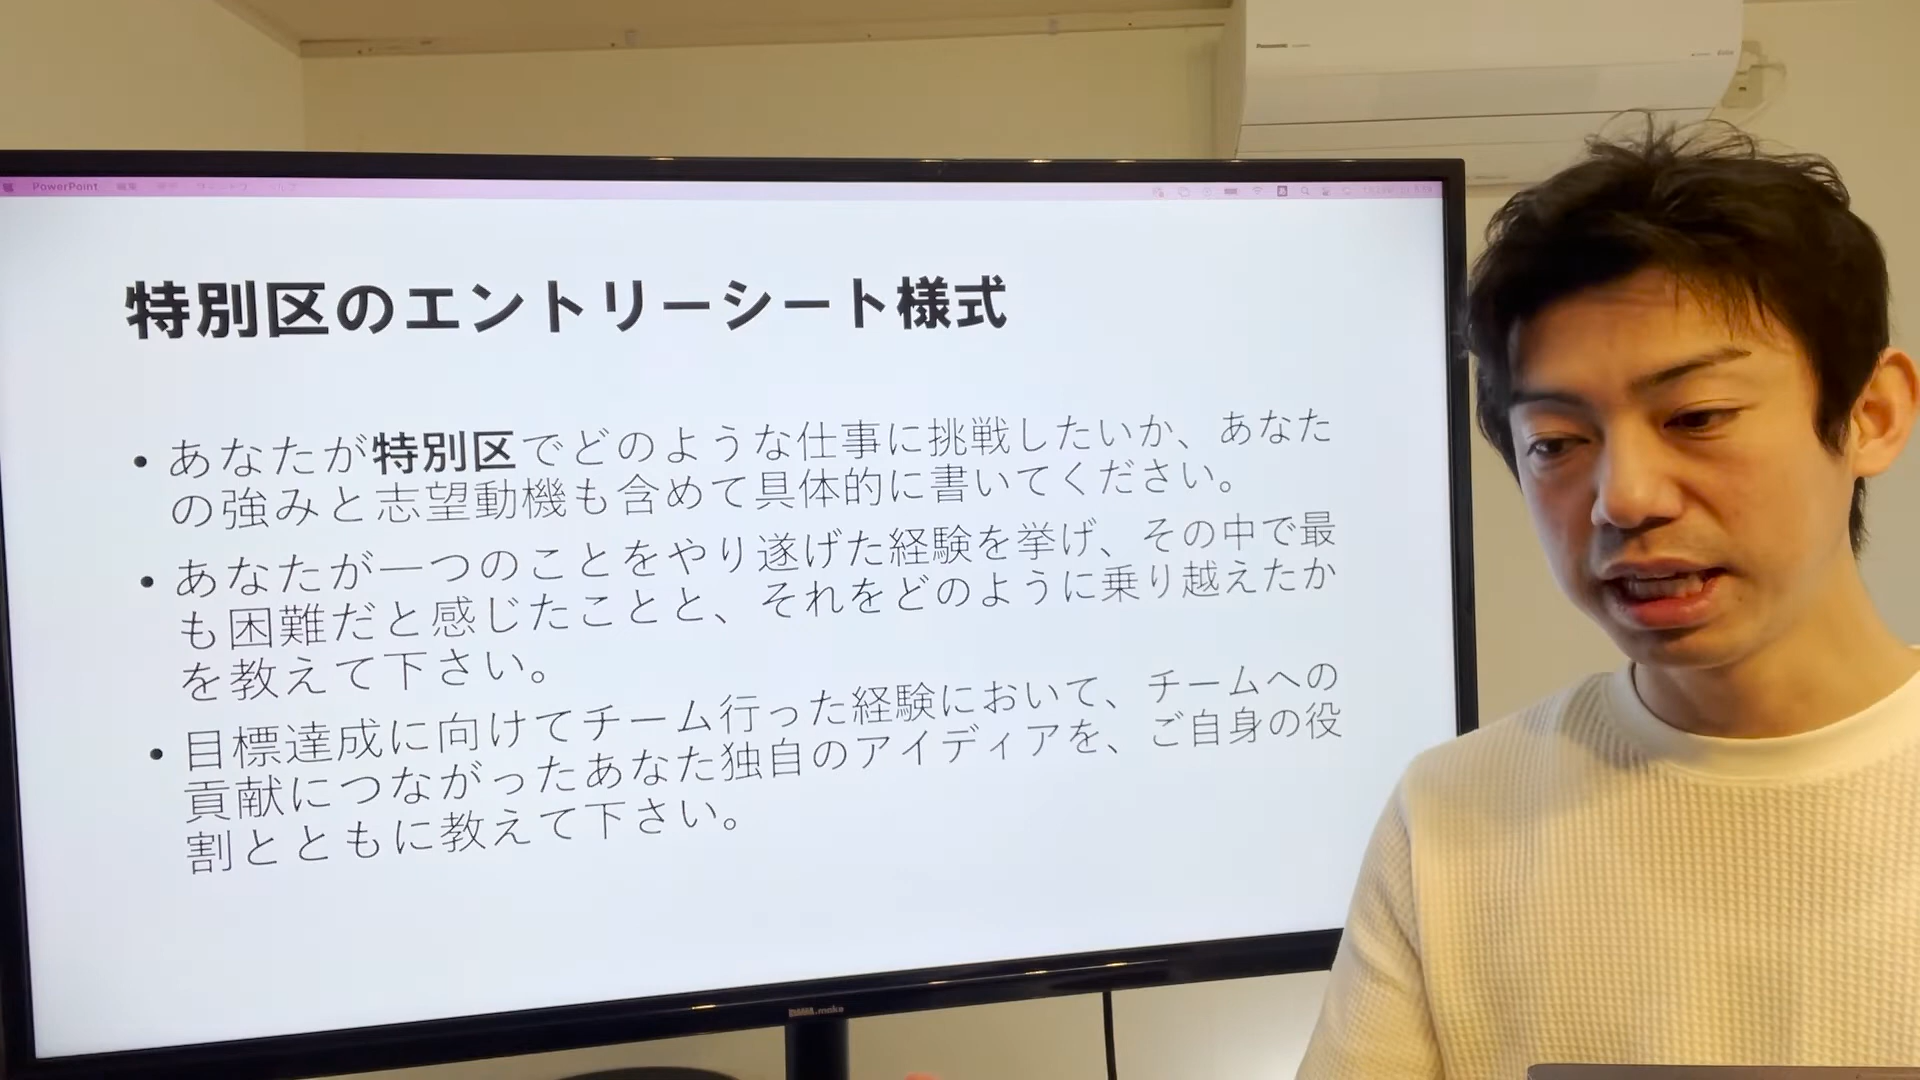 PowerPoint 編集
特別区のエントリーシート様式
• あなたが特別区でどのような仕事に挑戦したいか、あなた
の強みと志望動機も含めて具体的に書いてください。
• あなたが一つのことをやり遂げた経験を挙げ、その中で最
も困難だと感じたことと、それをどのように乗り越えたか
を教えて下さい。
• 目標達成に向けてチーム行った経験において、チームへの
貢献につながったあなた独自のアイディアを、ご自身の役
割とともに教えて下さい。
Panasonic